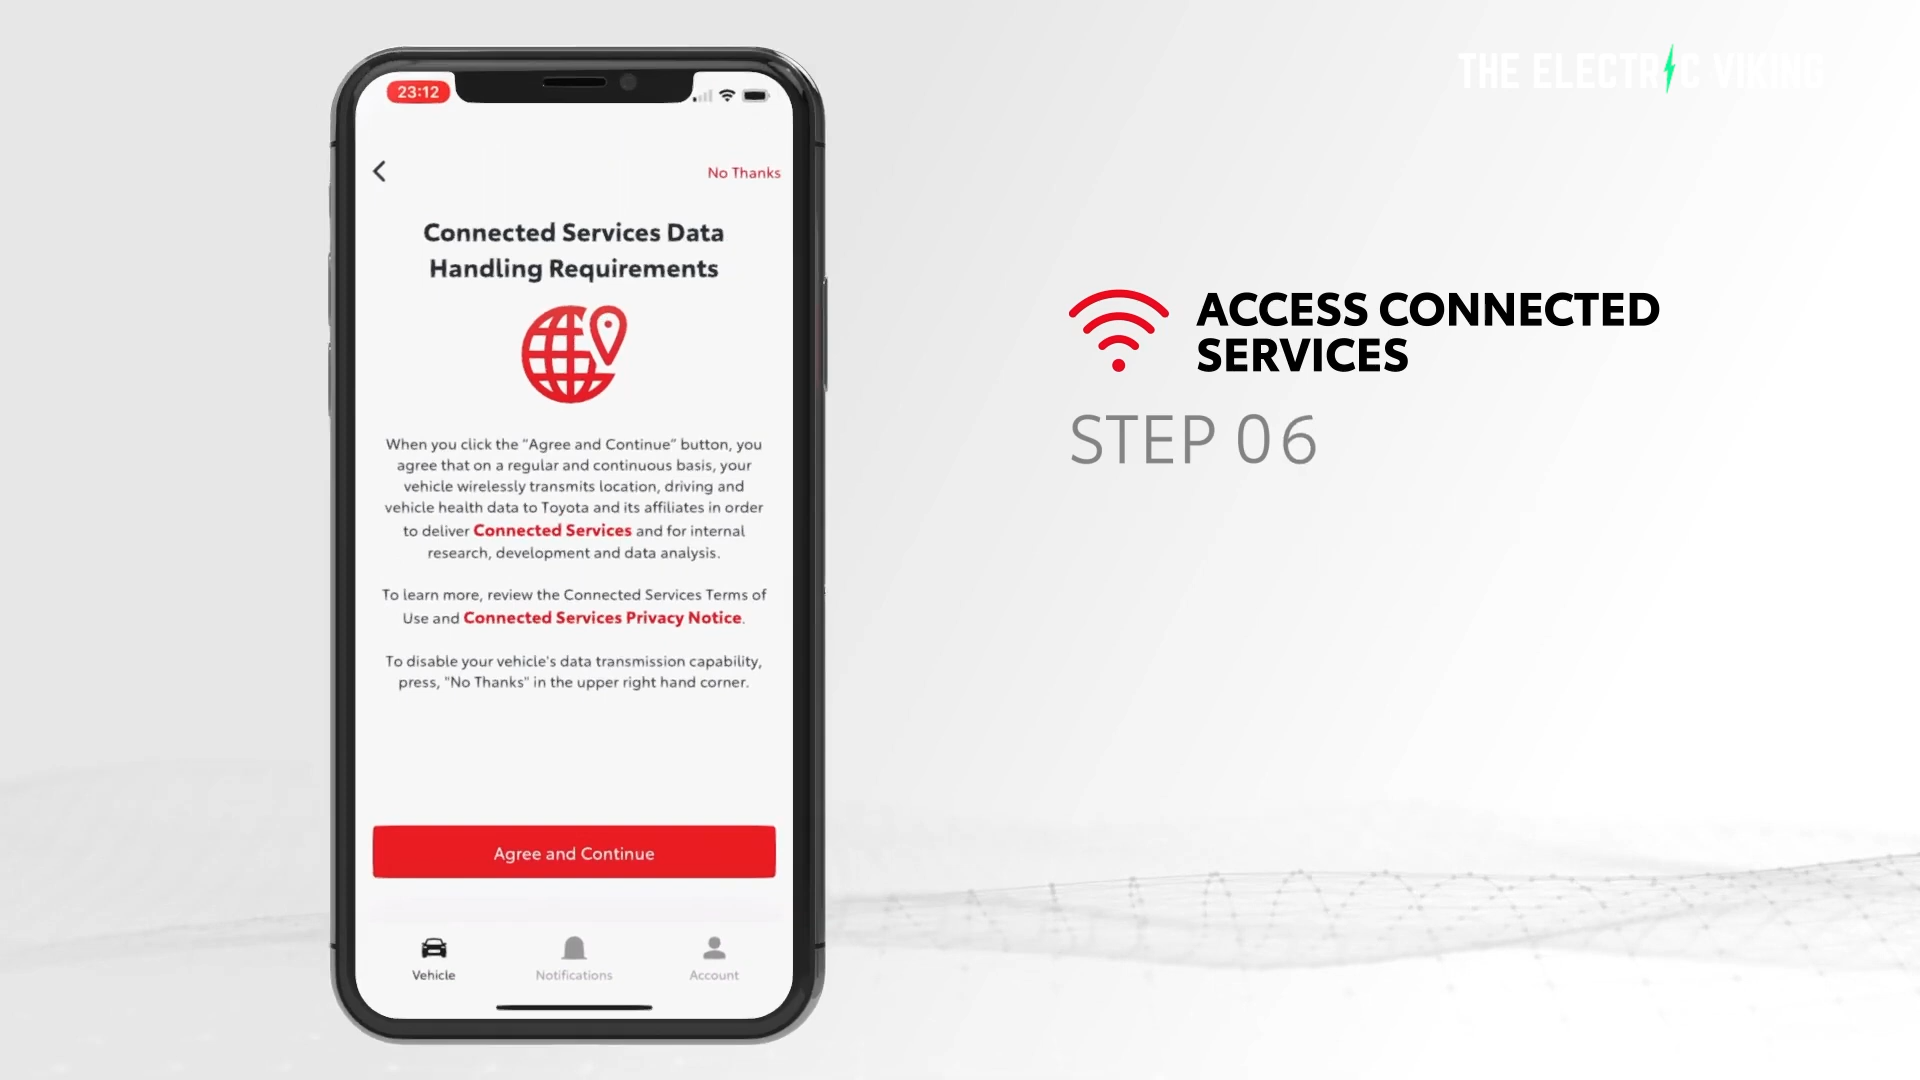 THE ELECTRIC VIKING
23:12
No Thanks
Connected Services Data
Handling Requirements
When you click the “Agree and Continue” button, you
agree that on a regular and continuous basis, your
vehicle wirelessly transmits location, driving and
vehicle health data to Toyota and its affiliates in order
to deliver Connected Services and for internal
research, development and data analysis.
To learn more, review the Connected Services Terms of
Use and Connected Services Privacy Notice.
To disable your vehicle's data transmission capability,
press, "No Thanks" in the upper right hand corner.
Agree and Continue
Vehicle
Notifications
Account
ACCESS CONNECTED
SERVICES
STEP 06